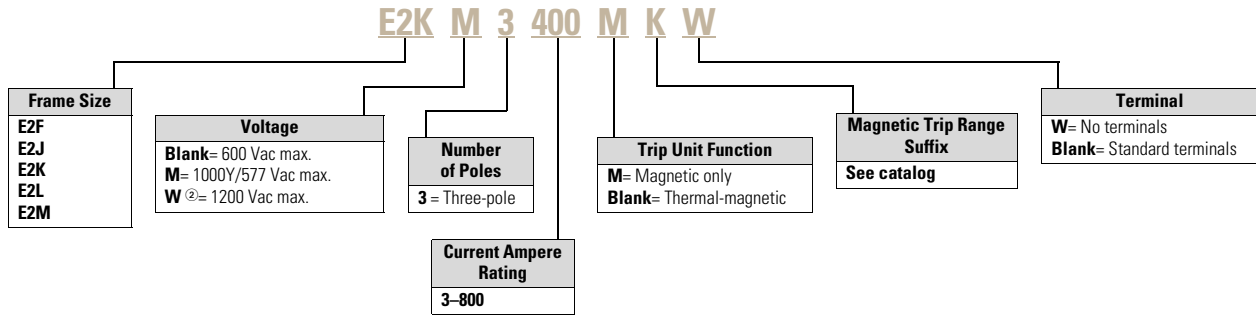 E2K M 3 400 M K W
Frame Size
E2F
E2J
E2K
E2L
E2M
Voltage
Blank= 600 Vac max.
M= 1000Y/577 Vac max.
W ②= 1200 Vac max.
Number
of Poles
3 = Three-pole
Current Ampere
Rating
3–800
Trip Unit Function
M= Magnetic only
Blank= Thermal-magnetic
Magnetic Trip Range
Suffix
See catalog
Terminal
W= No terminals
Blank= Standard terminals